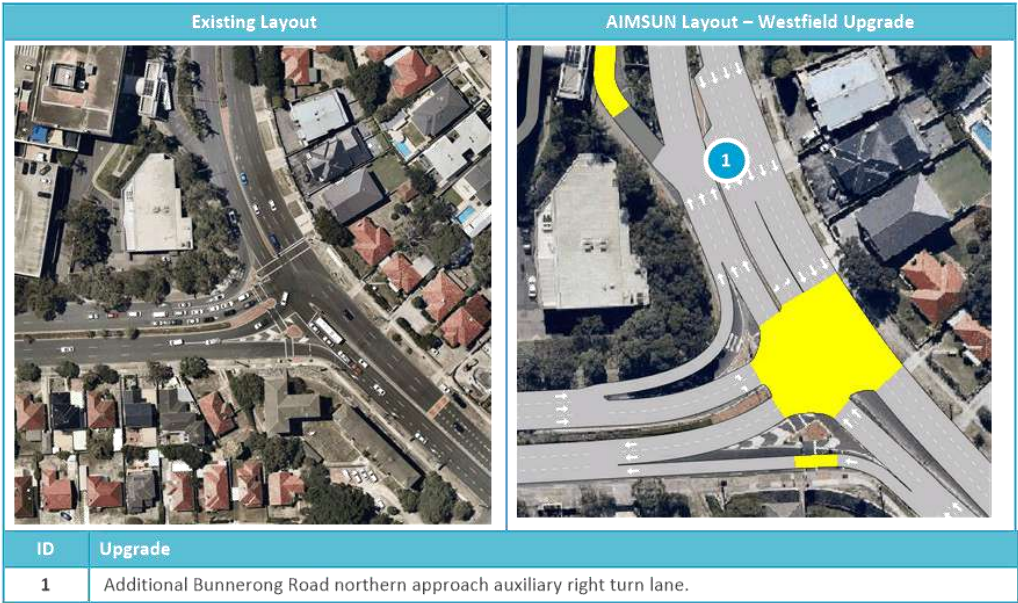 Existing Layout
AIMSUN Layout – Westfield Upgrade
1
ID Upgrade
1 Additional Bunnerong Road northern approach auxiliary right turn lane.